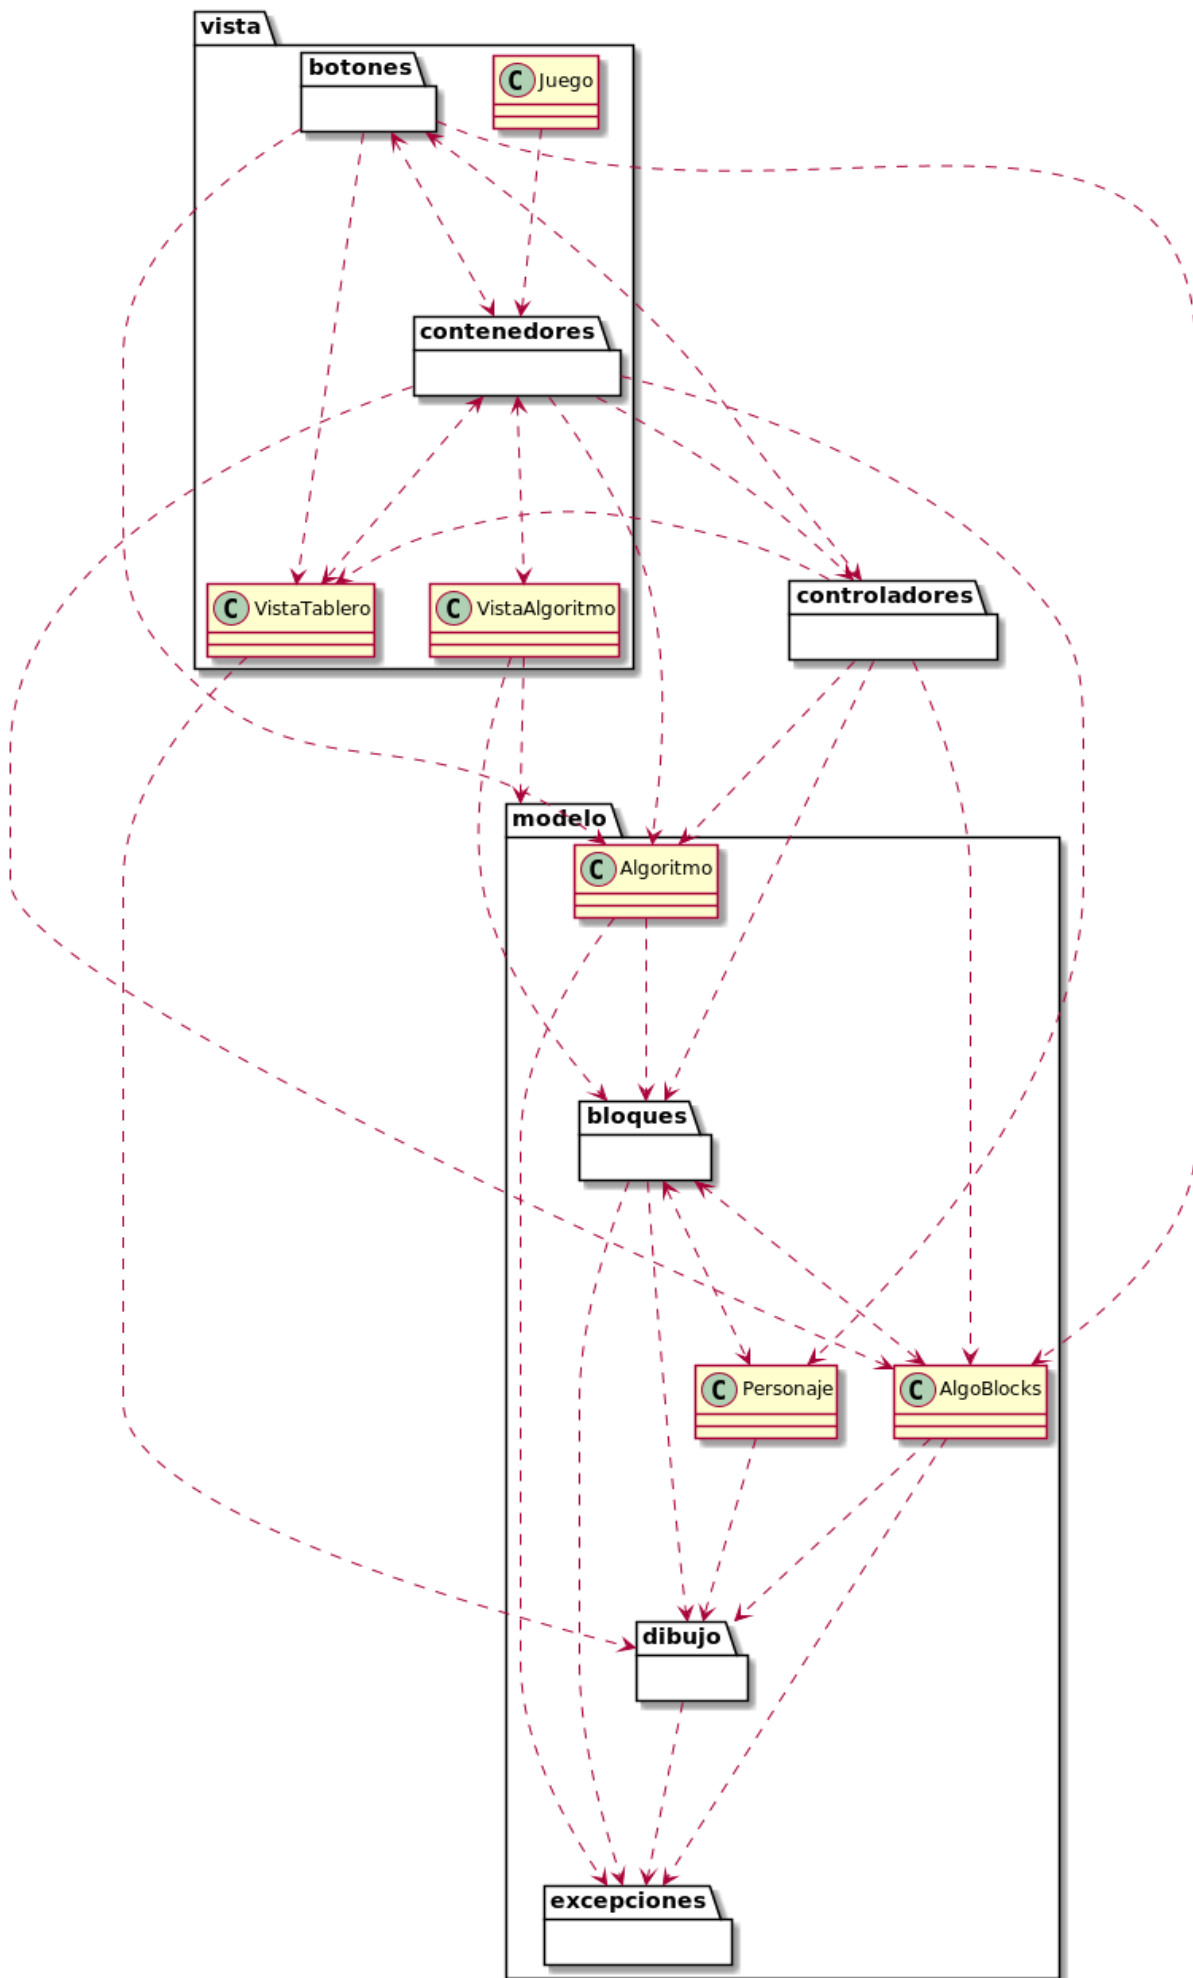 vista
botones
C Juego
contenedores
C VistaTablero
C VistaAlgoritmo
controladores
modelo
C Algoritmo
bloques
C Personaje
C AlgoBlocks
dibujo
excepciones